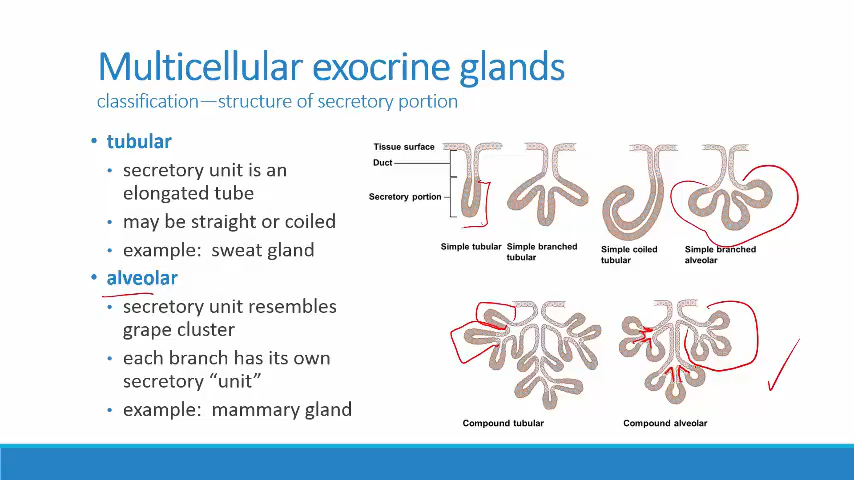 Multicellular exocrine glands
classification—structure of secretory portion
• tubular
• secretory unit is an
elongated tube
• may be straight or coiled
• example: sweat gland
• alveolar
• secretory unit resembles
grape cluster
• each branch has its own
secretory “unit”
• example: mammary gland
Tissue surface
Duct
Secretory portion
Simple tubular
Simple branched
tubular
Simple coiled
tubular
Simple branched
alveolar
Compound tubular
Compound alveolar